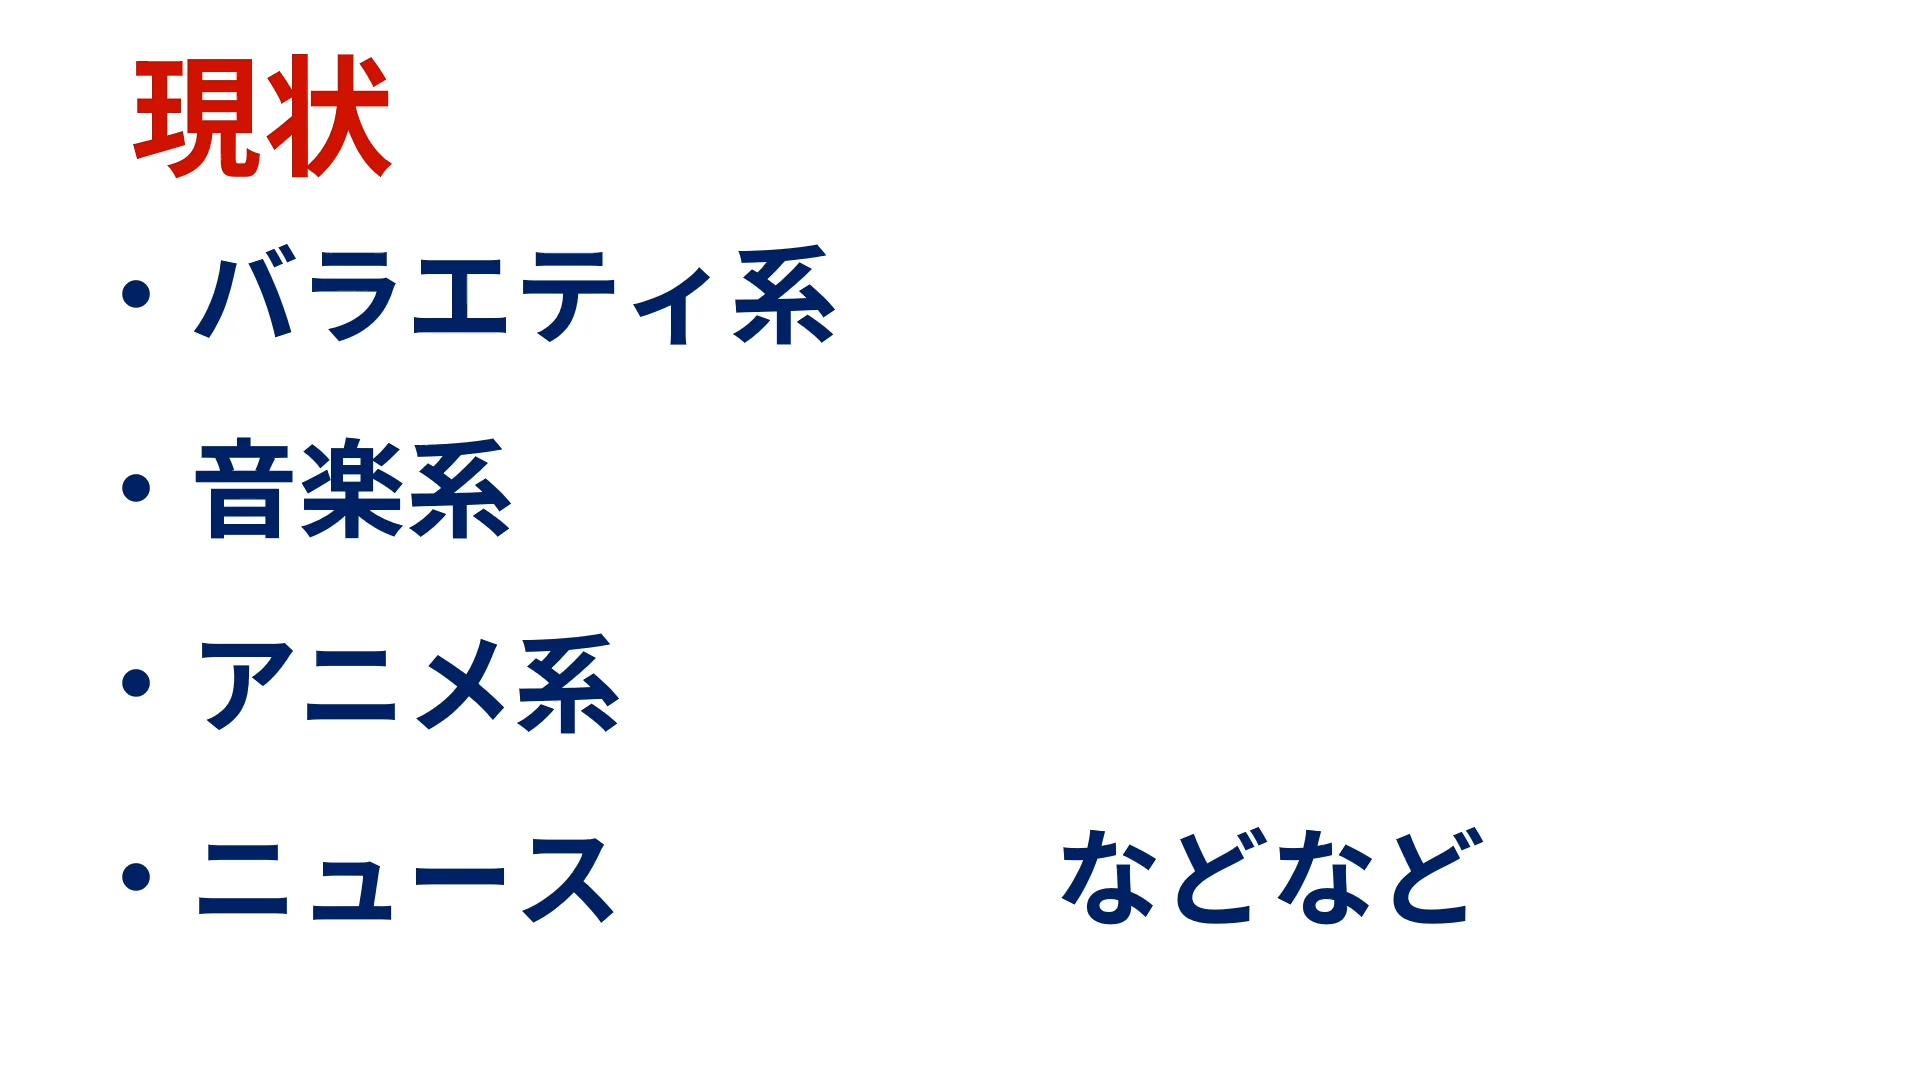 現状
• バラエティ系
• 音楽系
• アニメ系
• ニュース　　　　などなど